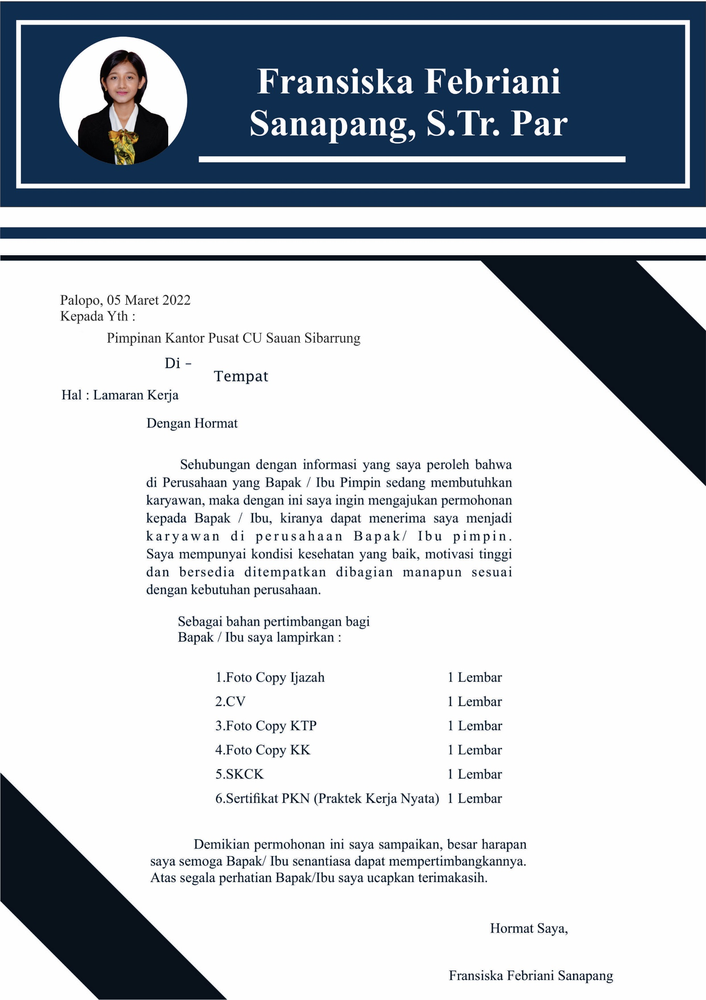 Fransiska Febriani
Sanapang, S.Tr. Par
Palopo, 05 Maret 2022
Kepada Yth :
Pimpinan Kantor Pusat CU Sauan Sibarrung
Di –
Tempat
Hal : Lamaran Kerja
Dengan Hormat
Sehubungan dengan informasi yang saya peroleh bahwa
di Perusahaan yang Bapak / Ibu Pimpin sedang membutuhkan
karyawan, maka dengan ini saya ingin mengajukan permohonan
kepada Bapak / Ibu, kiranya dapat menerima saya menjadi
karyawan di perusahaan Bapak/ Ibu pimpin.
Saya mempunyai kondisi kesehatan yang baik, motivasi tinggi
dan bersedia ditempatkan dibagian manapun sesuai
dengan kebutuhan perusahaan.
Sebagai bahan pertimbangan bagi
Bapak / Ibu saya lampirkan :
1.Foto Copy Ijazah 1 Lembar
2.CV 1 Lembar
3.Foto Copy KTP 1 Lembar
4.Foto Copy KK 1 Lembar
5.SKCK 1 Lembar
6.Sertifikat PKN (Praktek Kerja Nyata) 1 Lembar
Demikian permohonan ini saya sampaikan, besar harapan
saya semoga Bapak/ Ibu senantiasa dapat mempertimbangkannya.
Atas segala perhatian Bapak/Ibu saya ucapkan terimakasih.
Hormat Saya,
Fransiska Febriani Sanapang